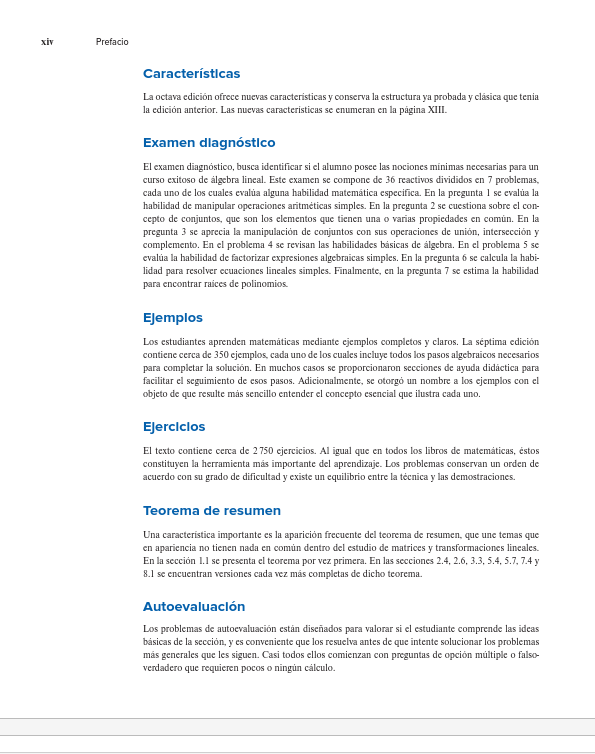 xiv Prefacio
Características
La octava edición ofrece nuevas características y conserva la estructura ya probada y clásica que tenía
la edición anterior. Las nuevas características se enumeran en la página XIII.
Examen diagnóstico
El examen diagnóstico, busca identificar si el alumno posee las nociones mínimas necesarias para un
curso exitoso de álgebra lineal. Este examen se compone de 36 reactivos divididos en 7 problemas,
cada uno de los cuales evalúa alguna habilidad matemática específica. En la pregunta 1 se evalúa la
habilidad de manipular operaciones aritméticas simples. En la pregunta 2 se cuestiona sobre el con-
cepto de conjuntos, que son los elementos que tienen una o varias propiedades en común. En la
pregunta 3 se aprecia la manipulación de conjuntos con sus operaciones de unión, intersección y
complemento. En el problema 4 se revisan las habilidades básicas de álgebra. En el problema 5 se
evalúa la habilidad de factorizar expresiones algebraicas simples. En la pregunta 6 se calcula la habi-
lidad para resolver ecuaciones lineales simples. Finalmente, en la pregunta 7 se estima la habilidad
para encontrar raíces de polinomios.
Ejemplos
Los estudiantes aprenden matemáticas mediante ejemplos completos y claros. La séptima edición
contiene cerca de 350 ejemplos, cada uno de los cuales incluye todos los pasos algebraicos necesarios
para completar la solución. En muchos casos se proporcionaron secciones de ayuda didáctica para
facilitar el seguimiento de esos pasos. Adicionalmente, se otorgó un nombre a los ejemplos con el
objeto de que resulte más sencillo entender el concepto esencial que ilustra cada uno.
Ejercicios
El texto contiene cerca de 2 750 ejercicios. Al igual que en todos los libros de matemáticas, éstos
constituyen la herramienta más importante del aprendizaje. Los problemas conservan un orden de
acuerdo con su grado de dificultad y existe un equilibrio entre la técnica y las demostraciones.
Teorema de resumen
Una característica importante es la aparición frecuente del teorema de resumen, que une temas que
en apariencia no tienen nada en común dentro del estudio de matrices y transformaciones lineales.
En la sección 1.1 se presenta el teorema por vez primera. En las secciones 2.4, 2.6, 3.3, 5.4, 5.7, 7.4 y
8.1 se encuentran versiones cada vez más completas de dicho teorema.
Autoevaluación
Los problemas de autoevaluación están diseñados para valorar si el estudiante comprende las ideas
básicas de la sección, y es conveniente que los resuelva antes de que intente solucionar los problemas
más generales que les siguen. Casi todos ellos comienzan con preguntas de opción múltiple o falso-
verdadero que requieren pocos o ningún cálculo.